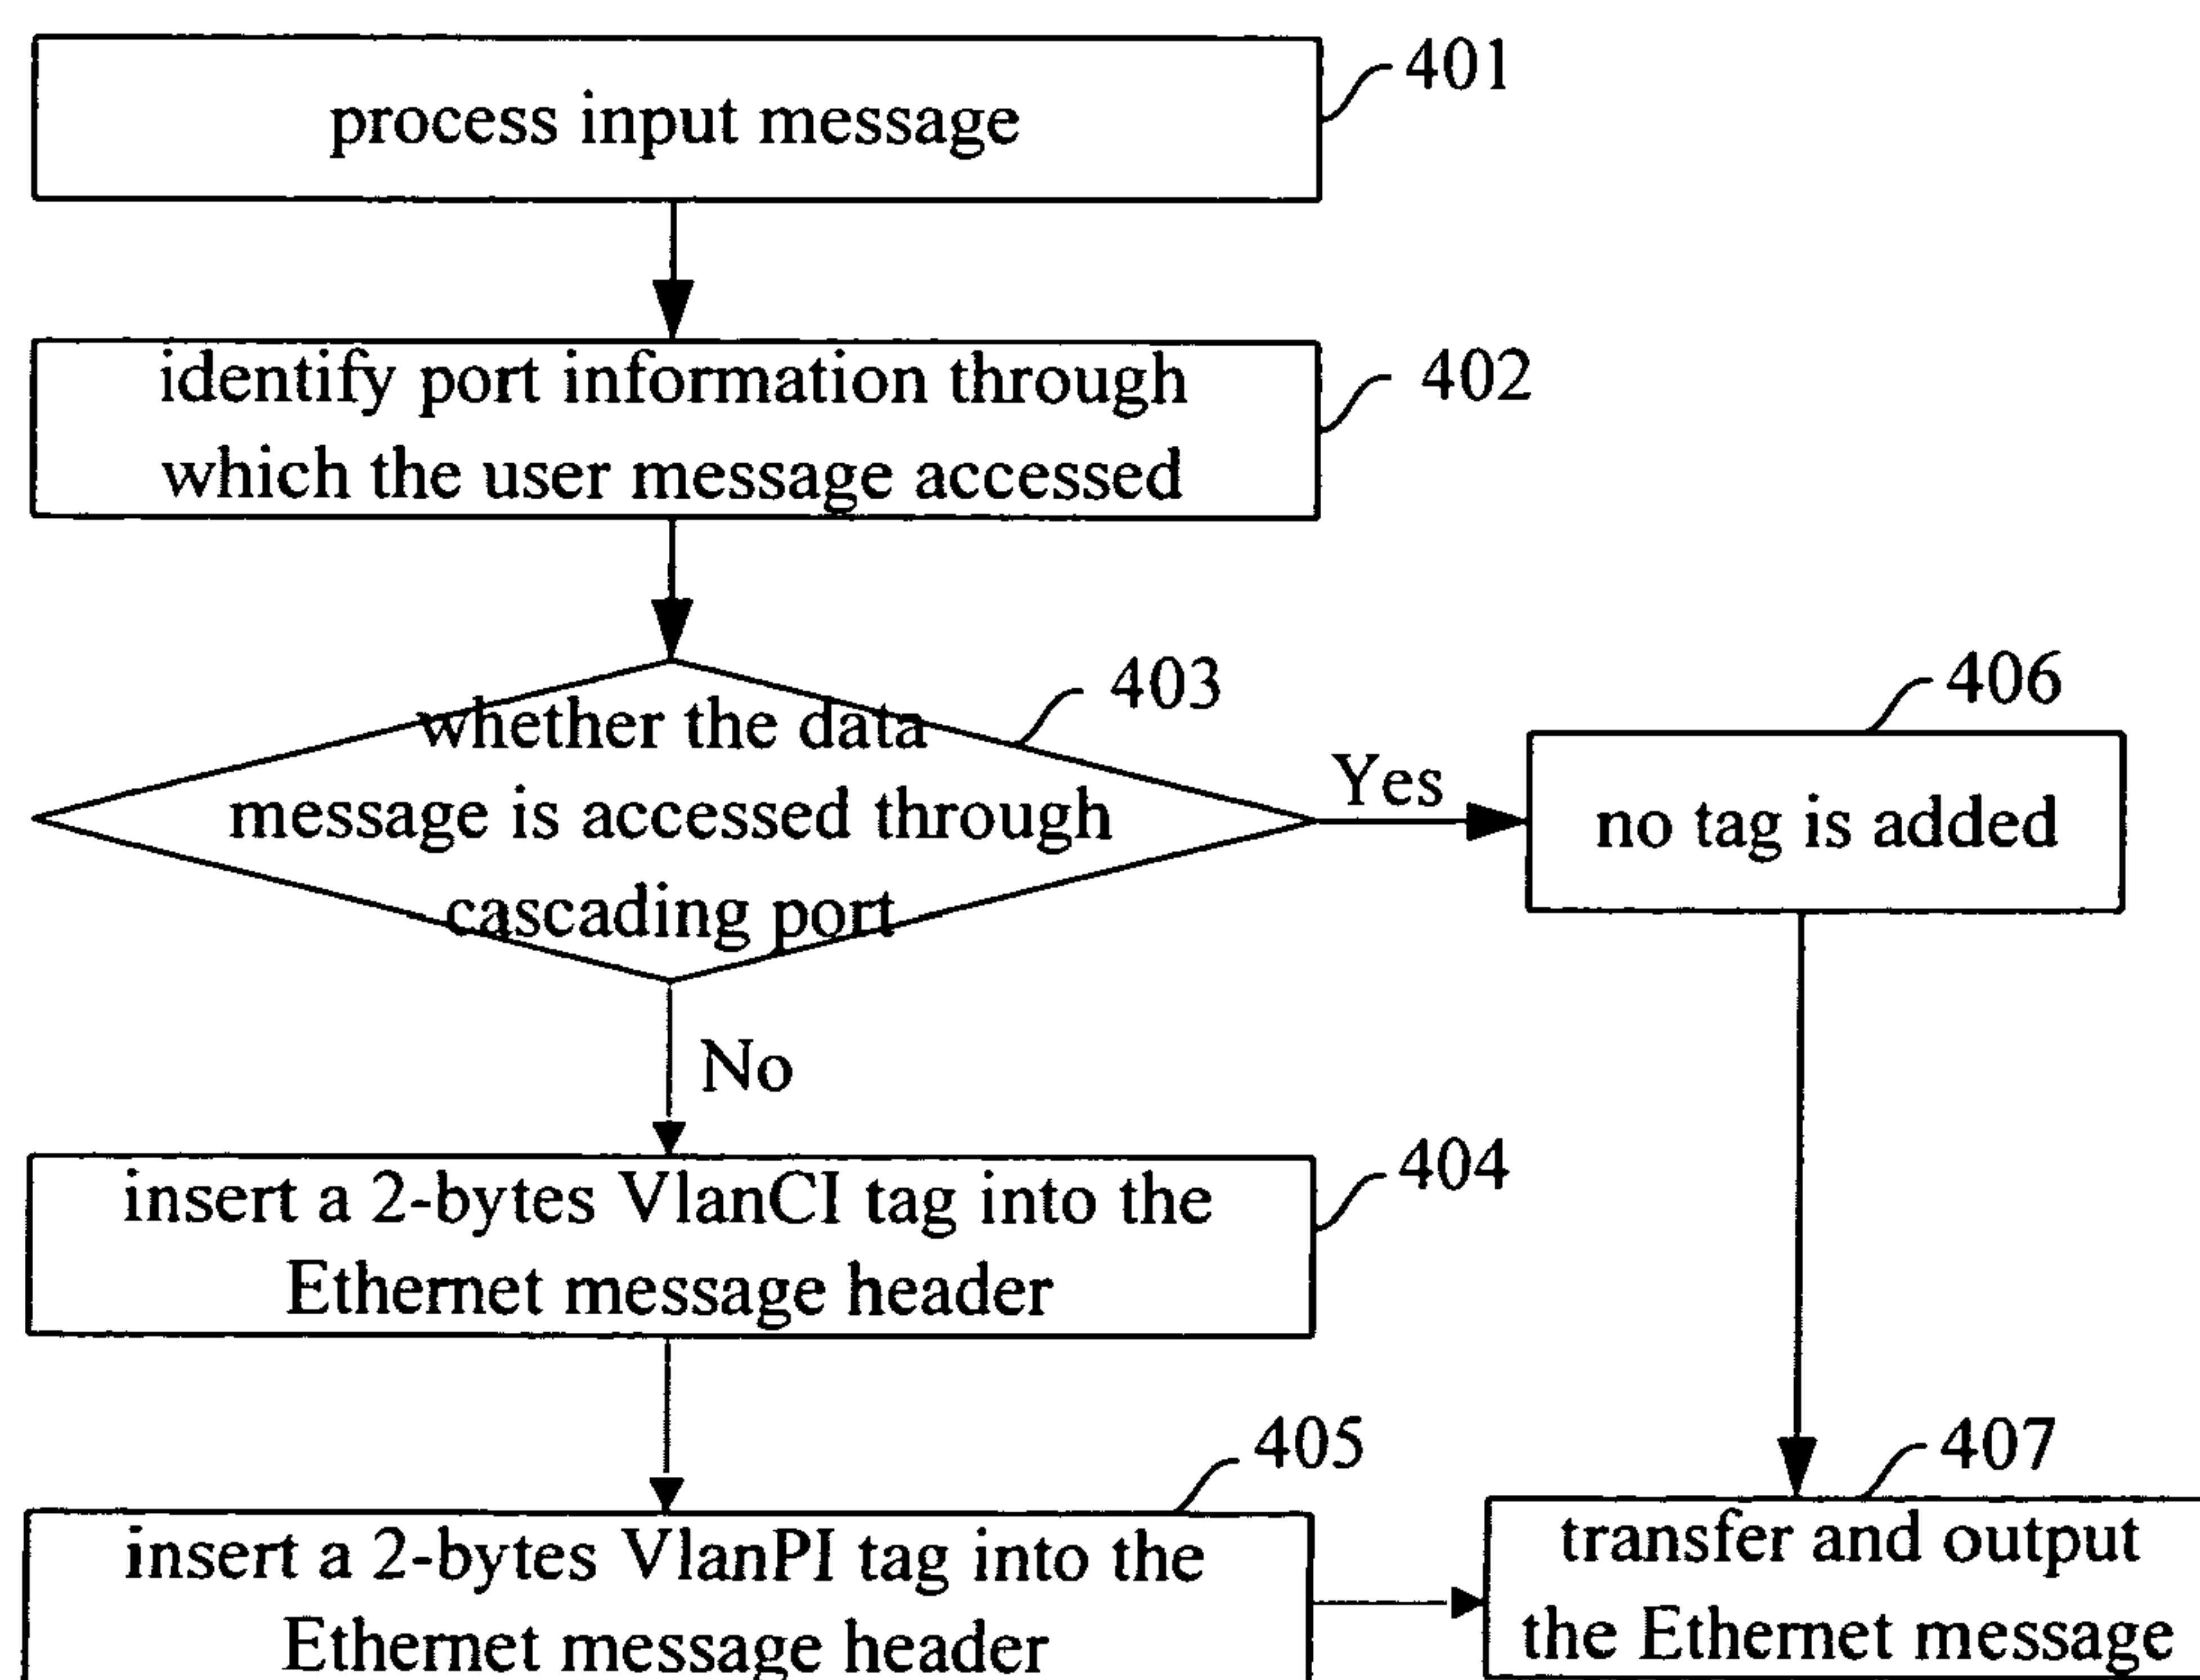 401
process input message
402
identify port information through
which the user message accessed
403
whether the data
message is accessed through
cascading port
Yes
406
no tag is added
No
404
insert a 2-bytes VlanCI tag into the
Ethernet message header
405
insert a 2-bytes VlanPI tag into the
Ethernet message header
407
transfer and output
the Ethernet message